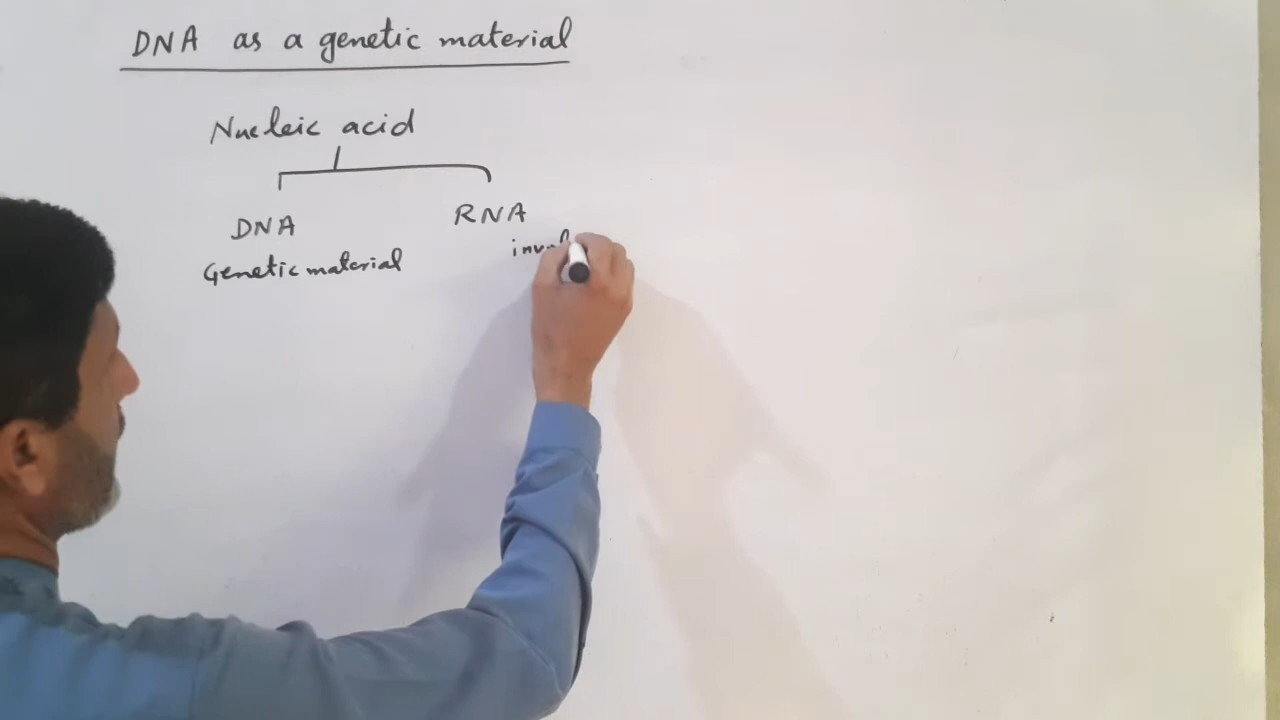 DNA as a genetic material
Nucleic acid
DNA
RNA
Genetic material